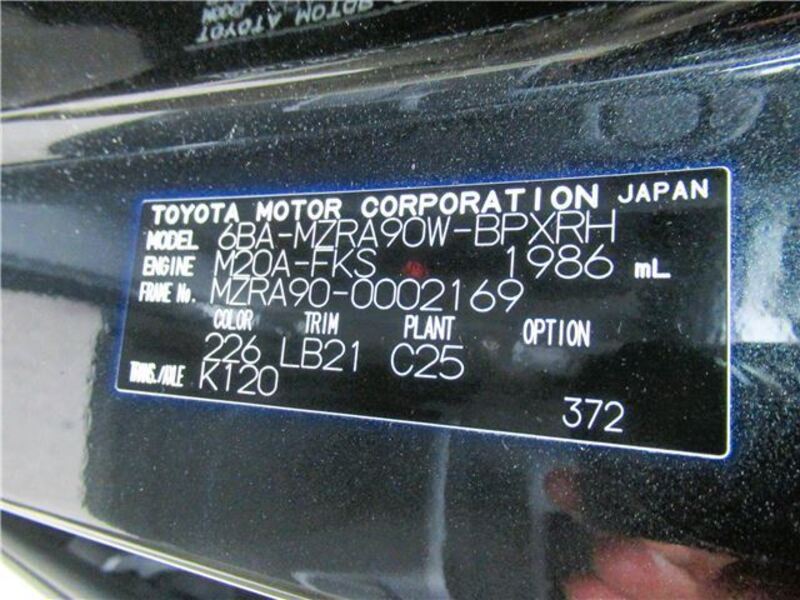 TOYOTA MOTOR CORPORATION JAPAN
MODEL 6BA-MZRA90W-BPXRH
ENGINE M20A-FKS 1986 mL
FRAME No. MZRA90-0002169
COLOR TRIM PLANT OPTION
226 LB21 C25
TRANS./AXLE KT20
372